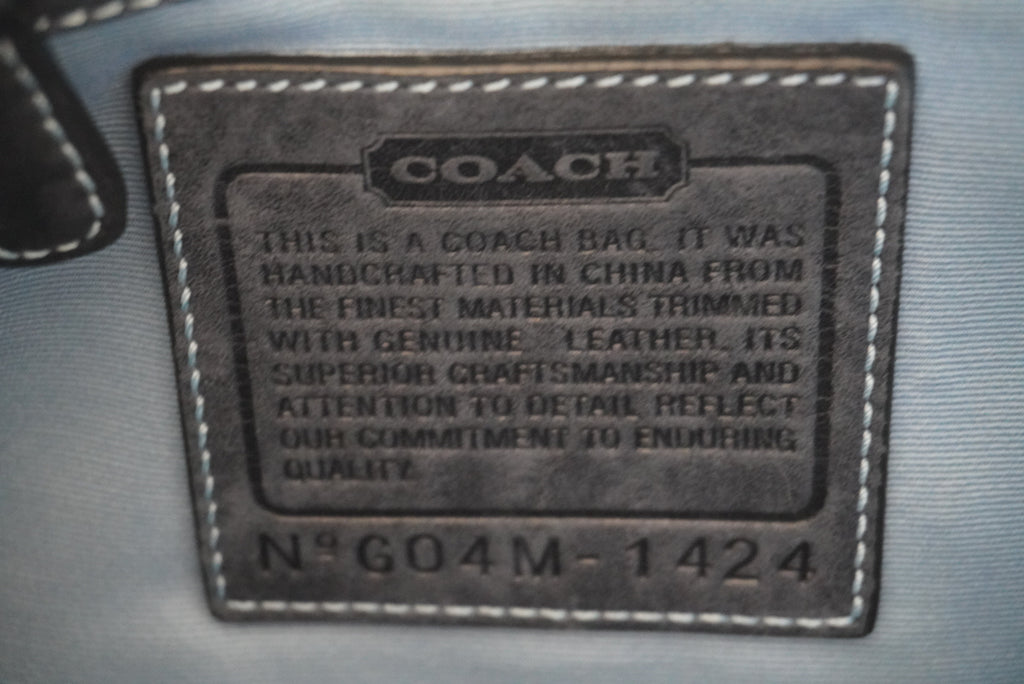 COACH
THIS IS A COACH BAG. IT WAS
HANDCRAFTED IN CHINA FROM
THE FINEST MATERIALS TRIMMED
WITH GENUINE LEATHER. ITS
SUPERIOR CRAFTSMANSHIP AND
ATTENTION TO DETAIL REFLECT
OUR COMMITMENT TO ENDURING
QUALITY.
Nº G04M-1424